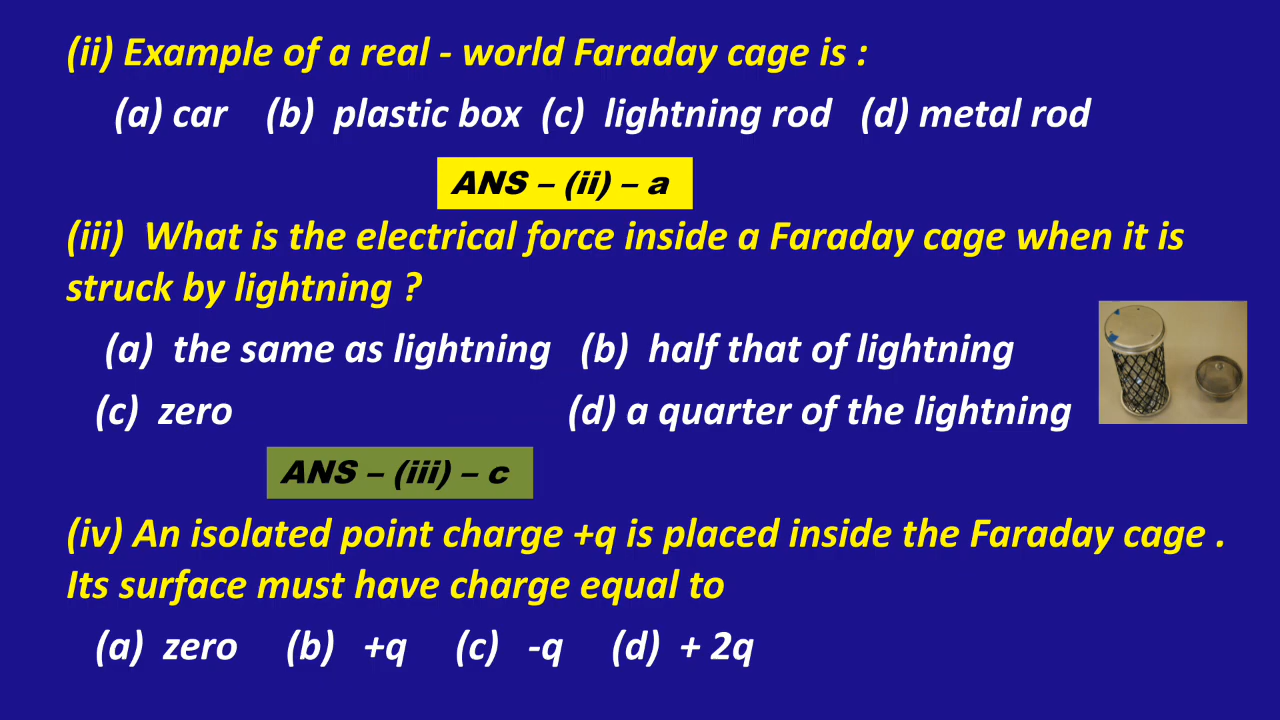 (ii) Example of a real - world Faraday cage is :
(a) car (b) plastic box (c) lightning rod (d) metal rod
ANS – (ii) – a
(iii) What is the electrical force inside a Faraday cage when it is
struck by lightning ?
(a) the same as lightning (b) half that of lightning
(c) zero (d) a quarter of the lightning
ANS – (iii) – c
(iv) An isolated point charge +q is placed inside the Faraday cage .
Its surface must have charge equal to
(a) zero (b) +q (c) -q (d) + 2q